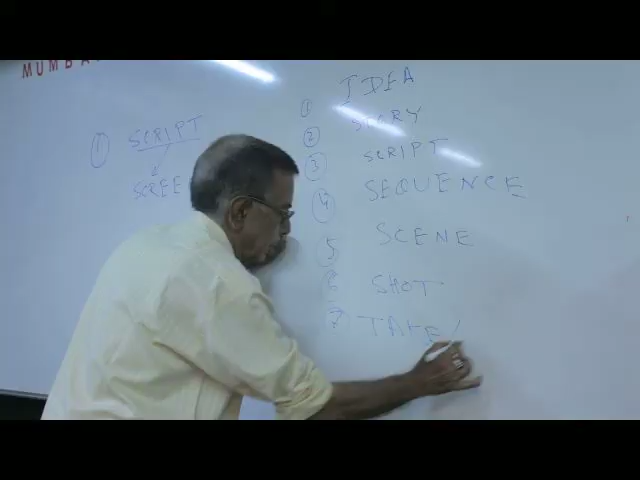 MUMBA
① SCRIPT
SCREE
① IDEA
② STORY
③ SCRIPT
④ SEQUENCE
⑤ SCENE
⑥ SHOT
⑦ TAKE/